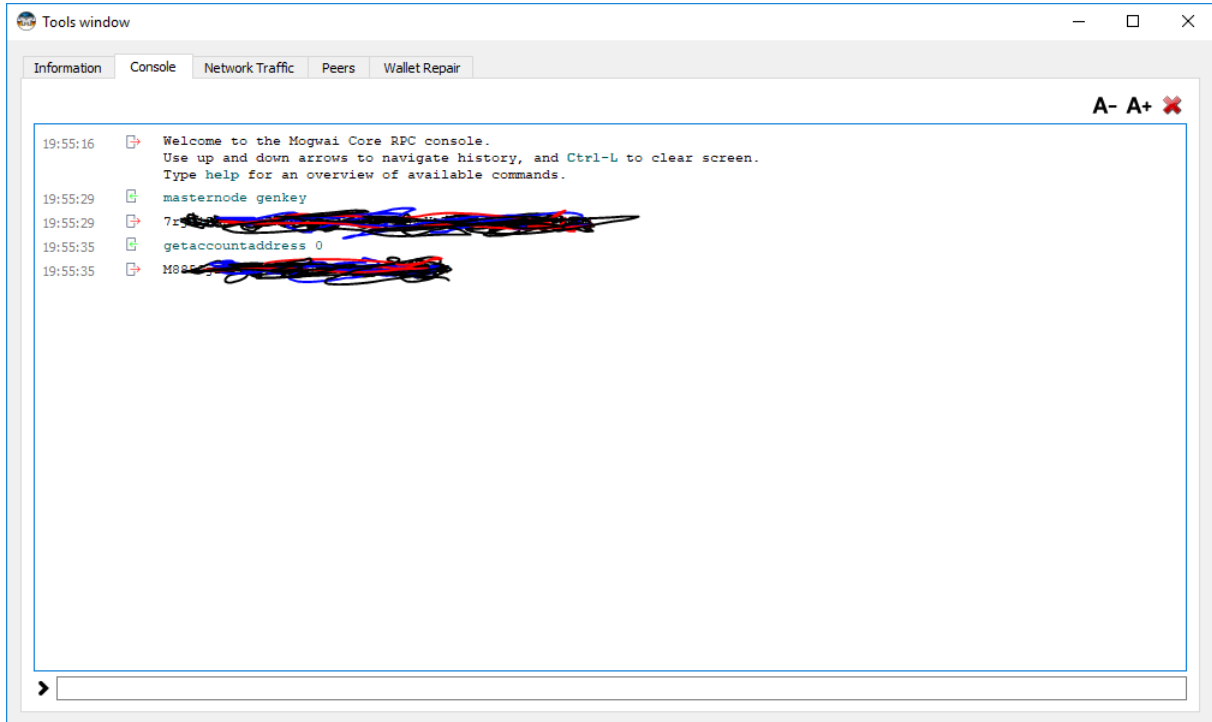 Tools window
Information Console Network Traffic Peers Wallet Repair
A- A+
19:55:16 Welcome to the Mogwai Core RPC console.
Use up and down arrows to navigate history, and Ctrl-L to clear screen.
Type help for an overview of available commands.
19:55:29 masternode genkey
19:55:29
19:55:35 getaccountaddress 0
19:55:35